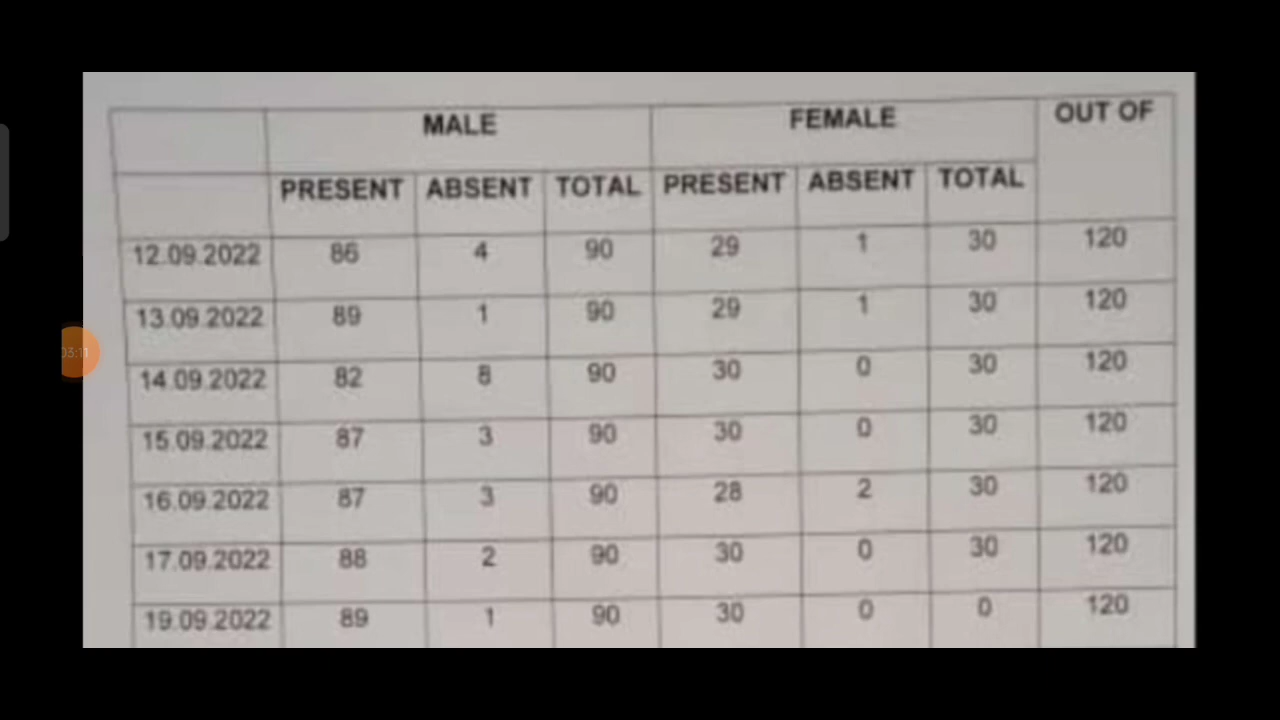 MALE FEMALE OUT OF
PRESENT ABSENT TOTAL PRESENT ABSENT TOTAL
12.09.2022 86 4 90 29 1 30 120
13.09.2022 89 1 90 29 1 30 120
14.09.2022 82 8 90 30 0 30 120
15.09.2022 87 3 90 30 0 30 120
16.09.2022 87 3 90 28 2 30 120
17.09.2022 88 2 90 30 0 30 120
19.09.2022 89 1 90 30 0 0 120
03:11